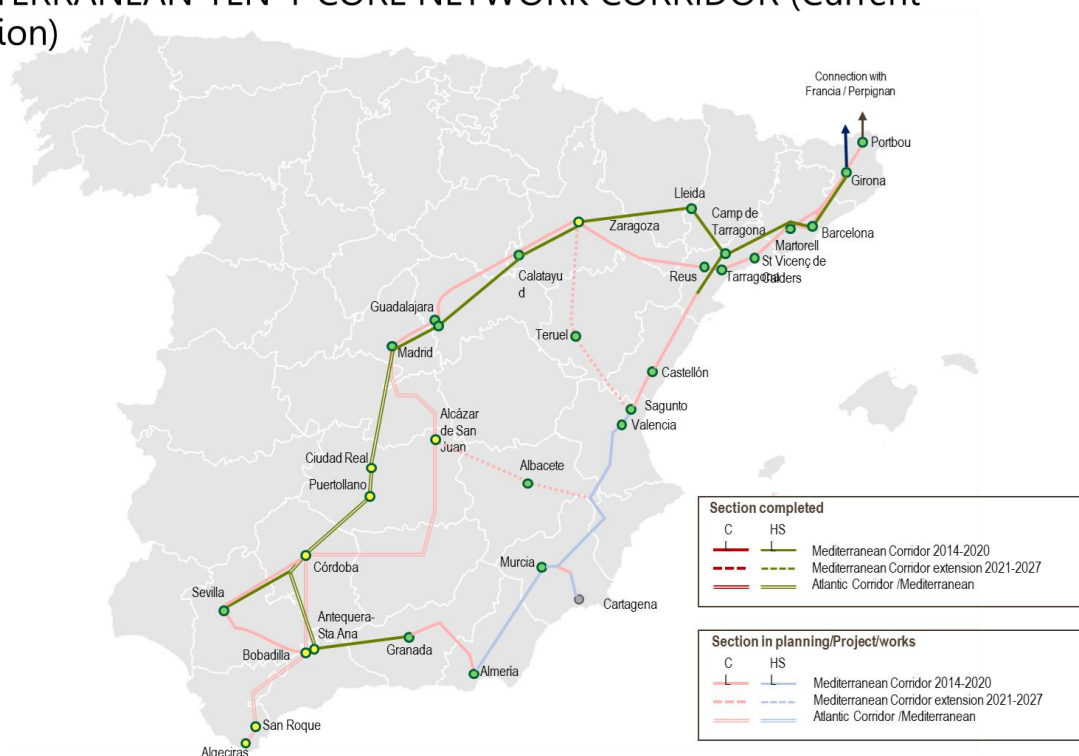 TERRANEAN TEN-T CORE NETWORK CORRIDOR (Current
ion)
Connection with
Francia / Perpignan
Portbou
Girona
Lleida
Camp de
Tarragona
Zaragoza
Barcelona
Martorell
St Vicenç de
Calders
Reus
Tarragona
Calatayu
d
Guadalajara
Madrid
Teruel
Castellón
Sagunto
Valencia
Alcázar
de San
Juan
Ciudad Real
Puertollano
Albacete
Córdoba
Murcia
Sevilla
Cartagena
Antequera-
Sta Ana
Bobadilla
Granada
Almería
San Roque
Algeciras
Section completed
C HS
L L
Mediterranean Corridor 2014-2020
Mediterranean Corridor extension 2021-2027
Atlantic Corridor /Mediterranean
Section in planning/Project/works
C HS
L L
Mediterranean Corridor 2014-2020
Mediterranean Corridor extension 2021-2027
Atlantic Corridor /Mediterranean